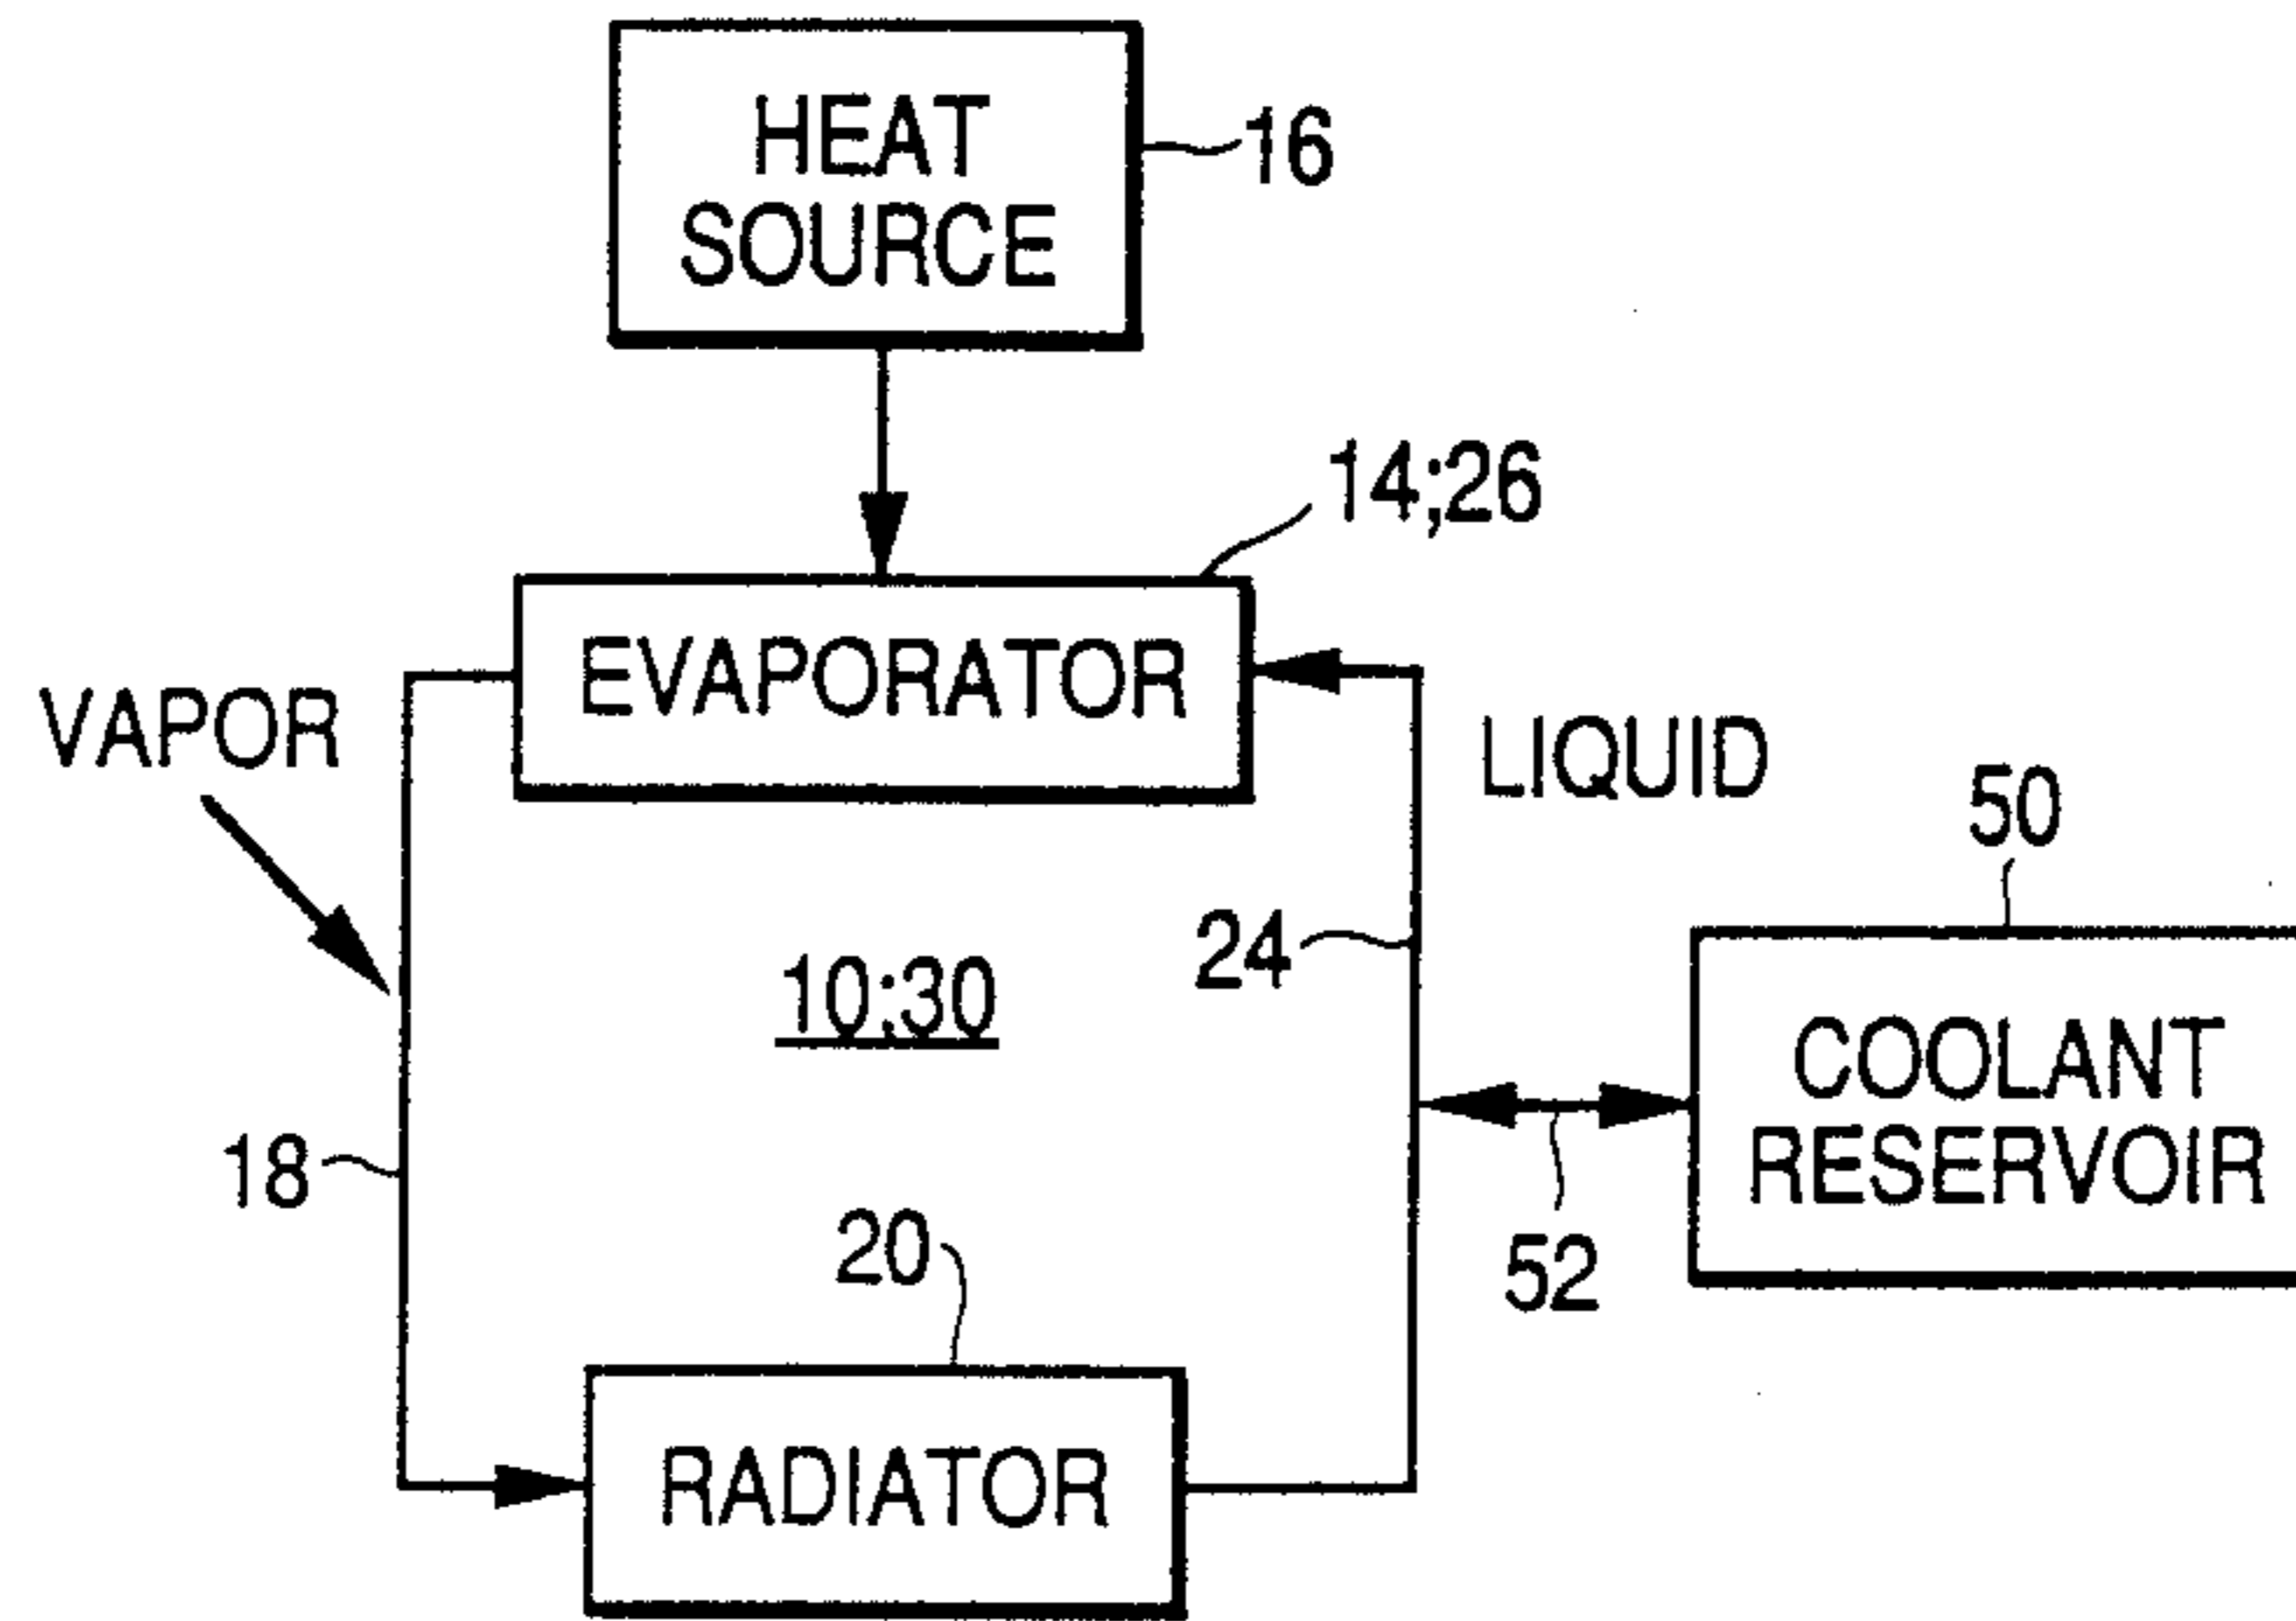 HEAT
SOURCE
16
14;26
EVAPORATOR
VAPOR
LIQUID
50
24
10;30
COOLANT
RESERVOIR
18
20
52
RADIATOR